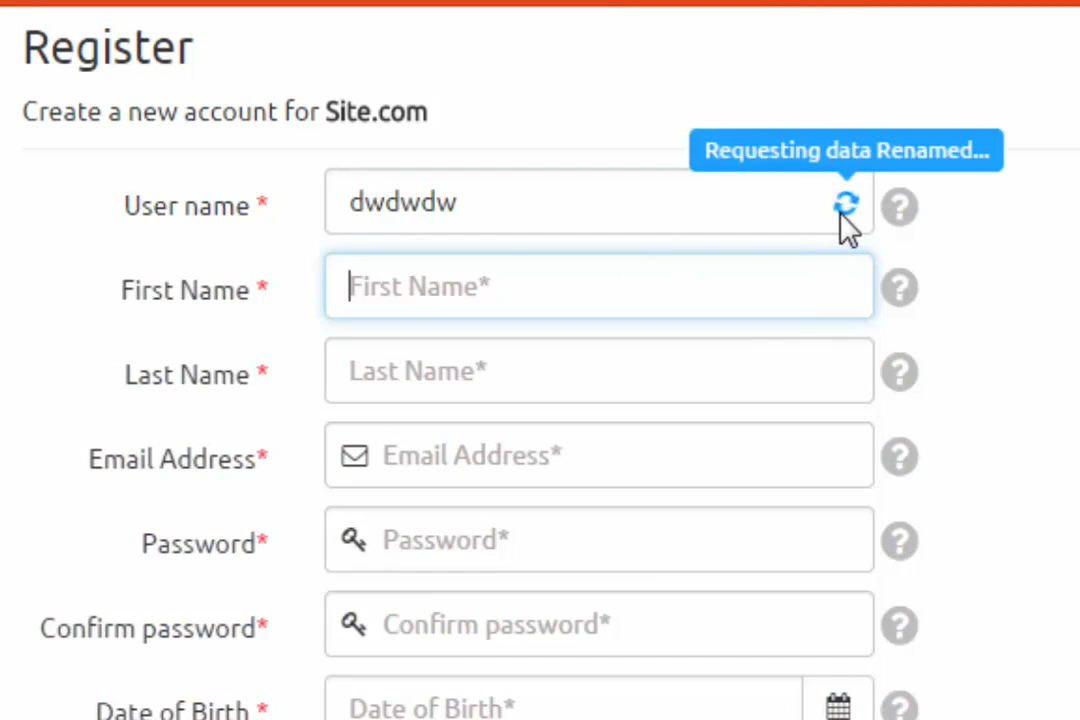 Register
Create a new account for Site.com
Requesting data Renamed...
User name * dwdwdw ?
First Name * First Name* ?
Last Name * Last Name* ?
Email Address* Email Address* ?
Password* Password* ?
Confirm password* Confirm password* ?
Date of Birth * Date of Birth* ?